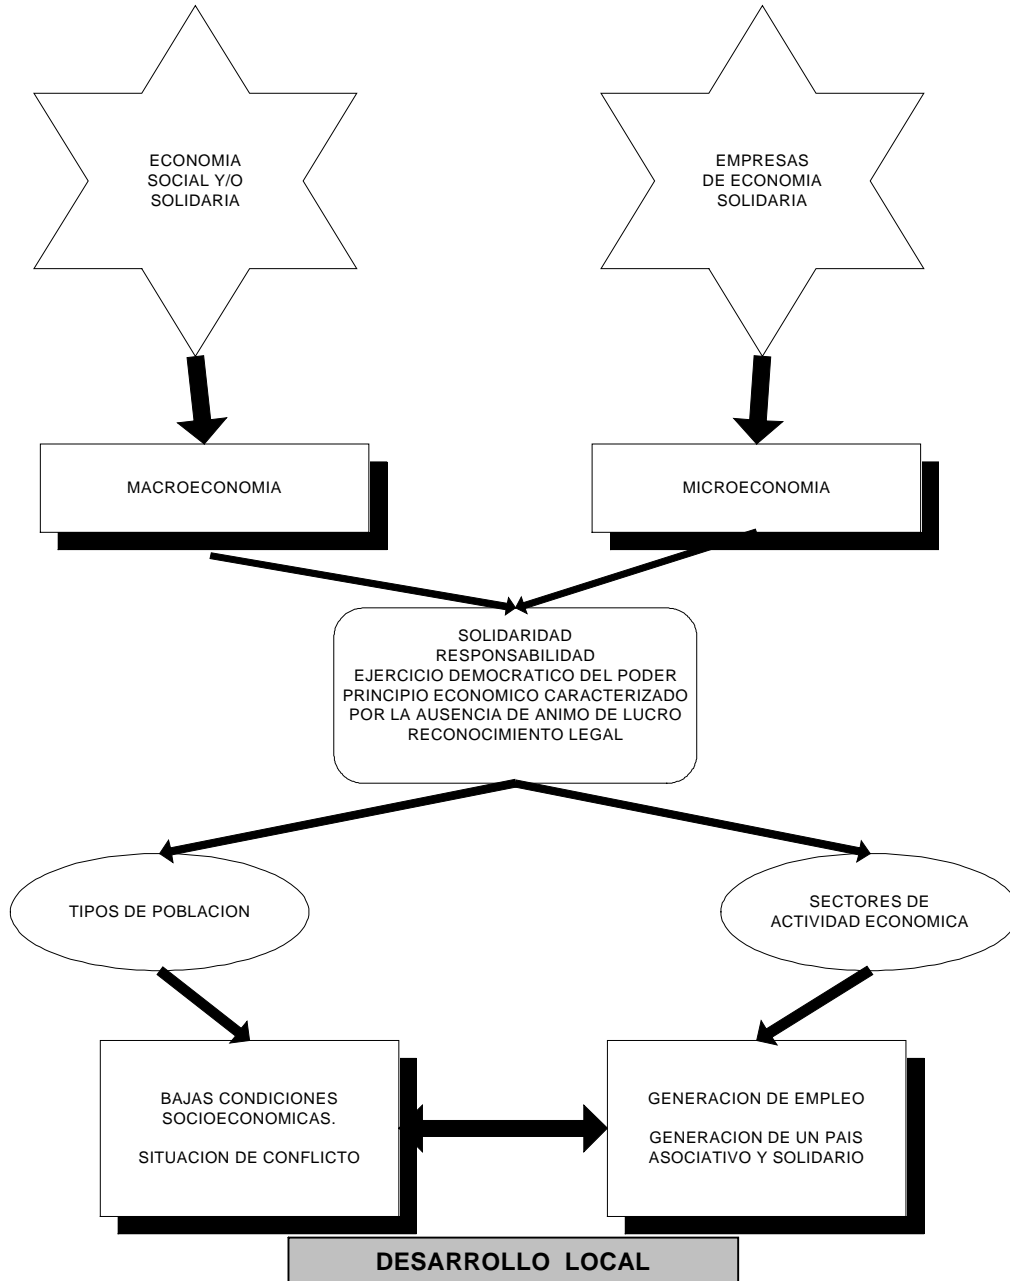 ECONOMIA
SOCIAL Y/O
SOLIDARIA
EMPRESAS
DE ECONOMIA
SOLIDARIA
MACROECONOMIA
MICROECONOMIA
SOLIDARIDAD
RESPONSABILIDAD
EJERCICIO DEMOCRATICO DEL PODER
PRINCIPIO ECONOMICO CARACTERIZADO
POR LA AUSENCIA DE ANIMO DE LUCRO
RECONOCIMIENTO LEGAL
TIPOS DE POBLACION
SECTORES DE
ACTIVIDAD ECONOMICA
BAJAS CONDICIONES
SOCIOECONOMICAS.
SITUACION DE CONFLICTO
GENERACION DE EMPLEO
GENERACION DE UN PAIS
ASOCIATIVO Y SOLIDARIO
DESARROLLO LOCAL